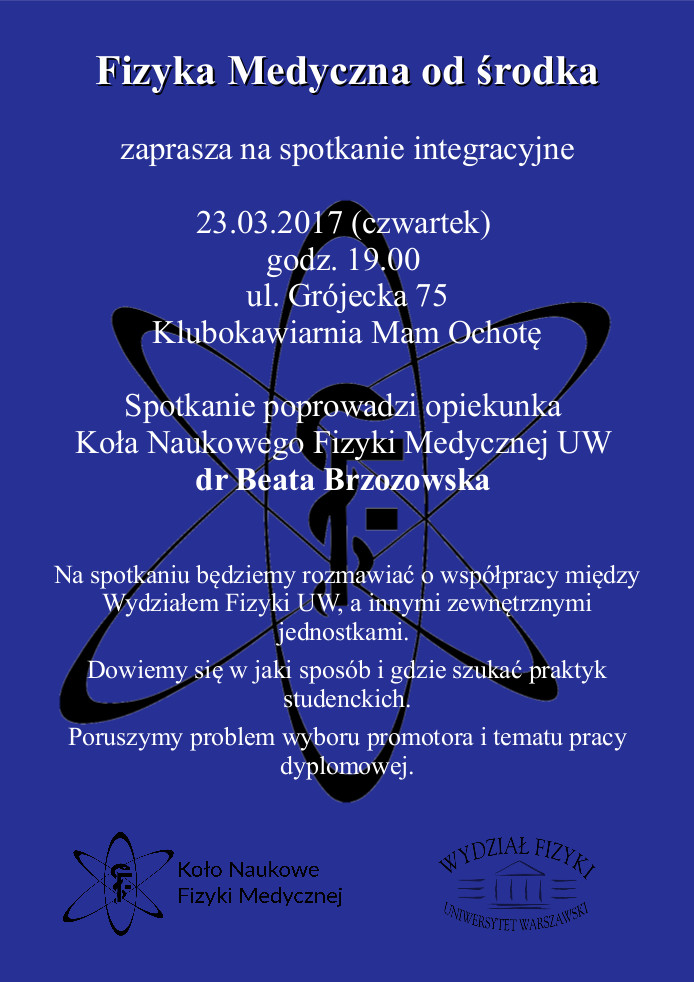 Fizyka Medyczna od środka
zaprasza na spotkanie integracyjne
23.03.2017 (czwartek)
godz. 19.00
ul. Grójecka 75
Klubokawiarnia Mam Ochotę
Spotkanie poprowadzi opiekunka
Koła Naukowego Fizyki Medycznej UW
dr Beata Brzozowska
Na spotkaniu będziemy rozmawiać o współpracy między
Wydziałem Fizyki UW, a innymi zewnętrznymi
jednostkami.
Dowiemy się w jaki sposób i gdzie szukać praktyk
studenckich.
Poruszymy problem wyboru promotora i tematu pracy
dyplomowej.
Koło Naukowe
Fizyki Medycznej
WYDZIAŁ FIZYKI
UNIWERSYTET WARSZAWSKI